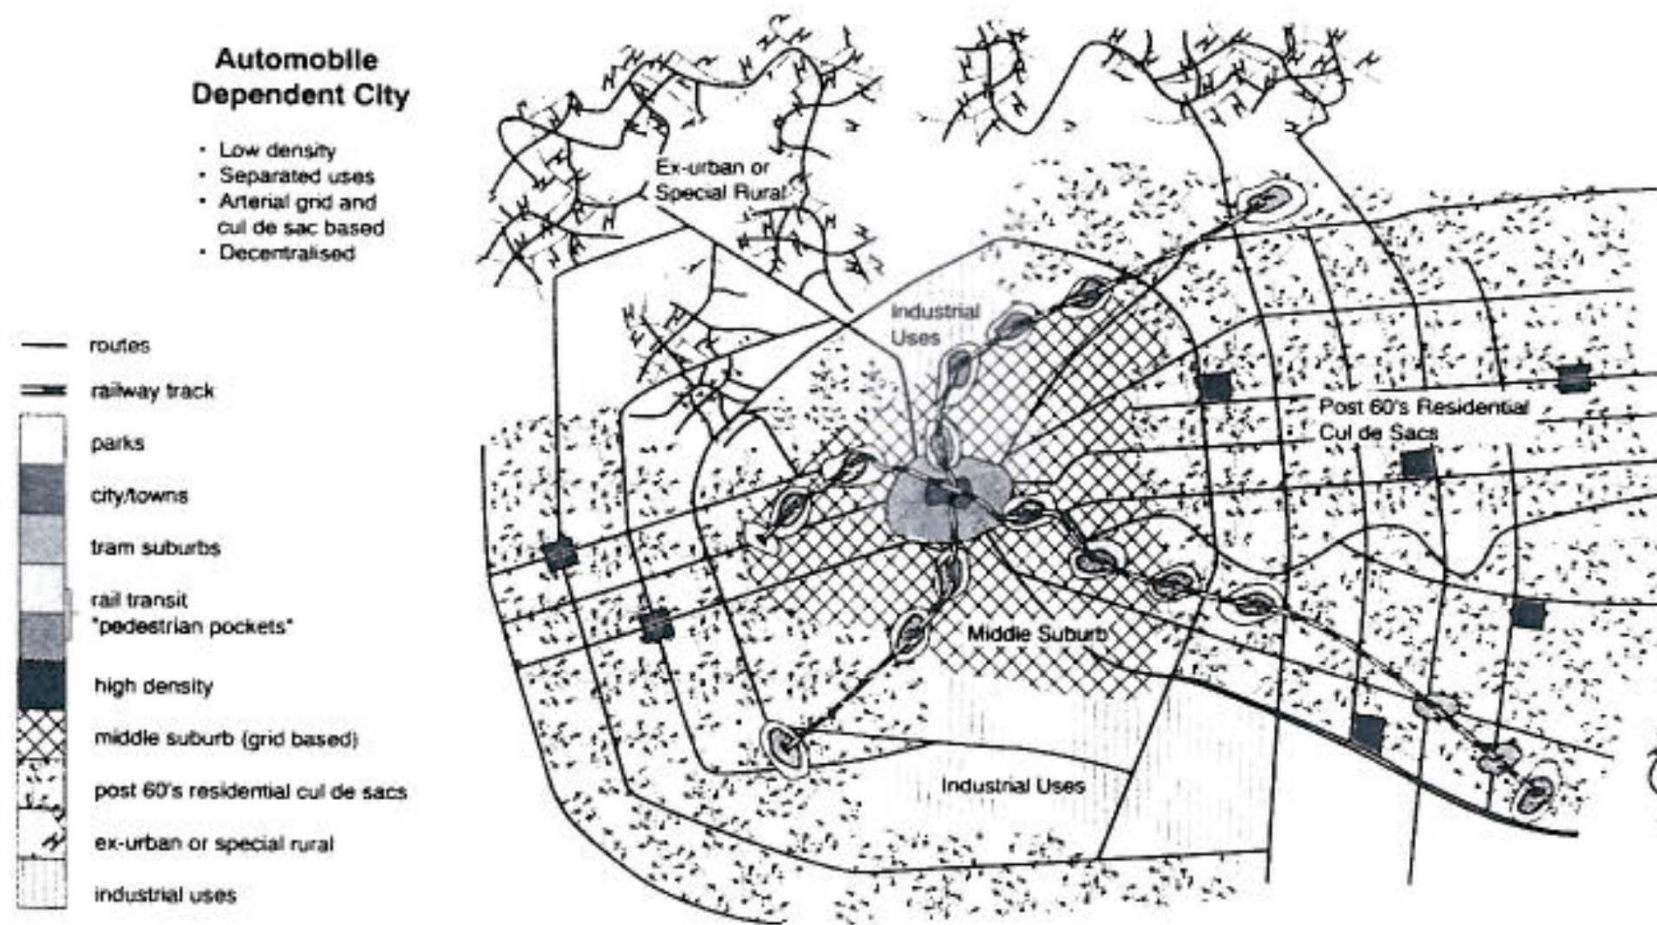 Automobile
Dependent City
• Low density
• Separated uses
• Arterial grid and
cul de sac based
• Decentralised
routes
railway track
parks
city/towns
tram suburbs
rail transit
"pedestrian pockets"
high density
middle suburb (grid based)
post 60's residential cul de sacs
ex-urban or special rural
industrial uses
Ex-urban or
Special Rural
Industrial
Uses
Post 60's Residential
Cul de Sacs
Middle Suburb
Industrial Uses